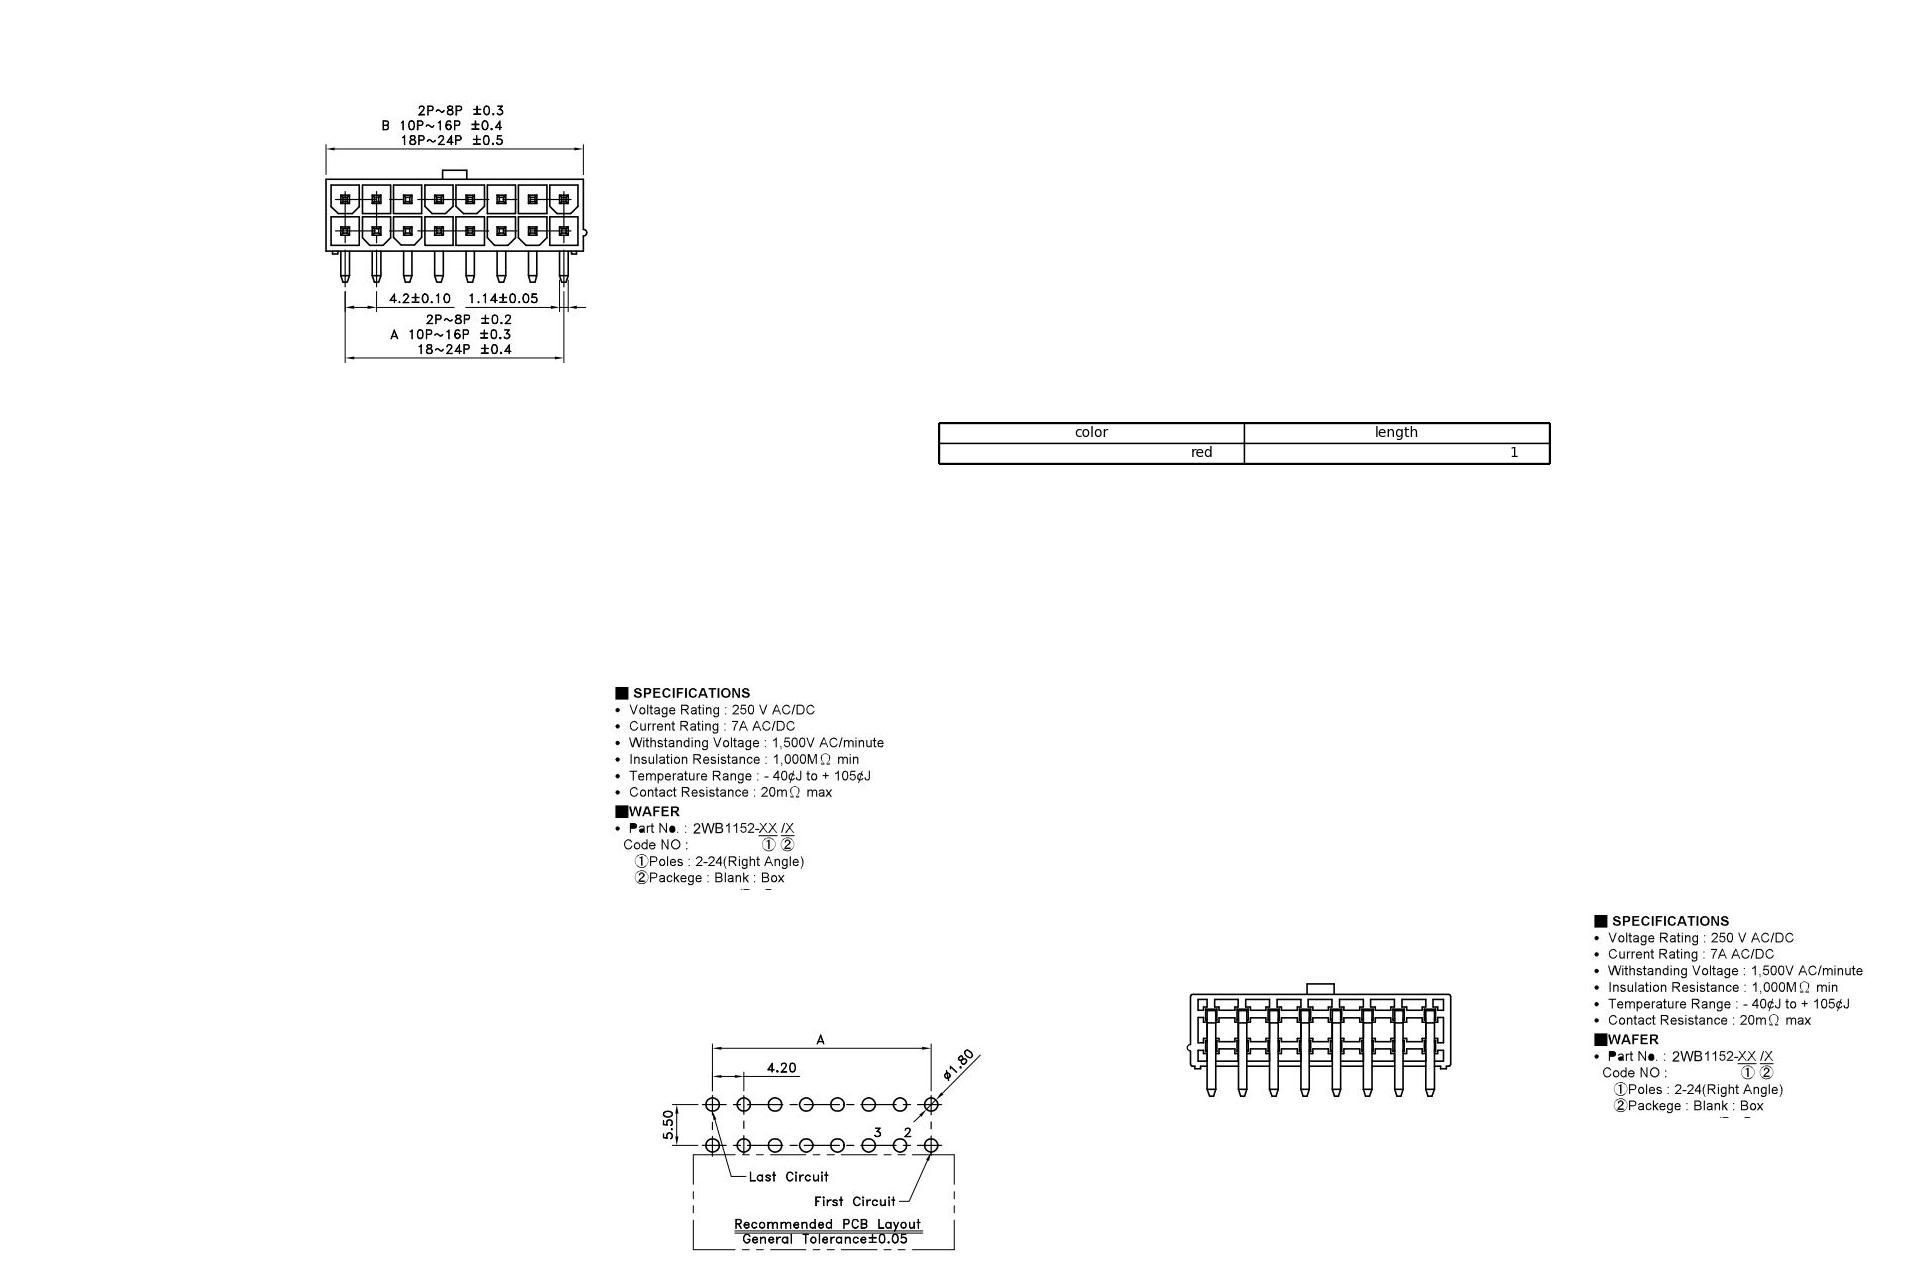 2P~8P ±0.3
B 10P~16P ±0.4
18P~24P ±0.5
4.2±0.10 1.14±0.05
2P~8P ±0.2
A 10P~16P ±0.3
18~24P ±0.4
color length
red 1
■ SPECIFICATIONS
• Voltage Rating : 250 V AC/DC
• Current Rating : 7A AC/DC
• Withstanding Voltage : 1,500V AC/minute
• Insulation Resistance : 1,000MΩ min
• Temperature Range : - 40¢J to + 105¢J
• Contact Resistance : 20mΩ max
■WAFER
• Part No. : 2WB1152-XX /X
Code NO : ① ②
①Poles : 2-24(Right Angle)
②Packege : Blank : Box
A
4.20
ø1.80
5.50
3 2
Last Circuit
First Circuit
Recommended PCB Layout
General Tolerance±0.05
■ SPECIFICATIONS
• Voltage Rating : 250 V AC/DC
• Current Rating : 7A AC/DC
• Withstanding Voltage : 1,500V AC/minute
• Insulation Resistance : 1,000MΩ min
• Temperature Range : - 40¢J to + 105¢J
• Contact Resistance : 20mΩ max
■WAFER
• Part No. : 2WB1152-XX /X
Code NO : ① ②
①Poles : 2-24(Right Angle)
②Packege : Blank : Box